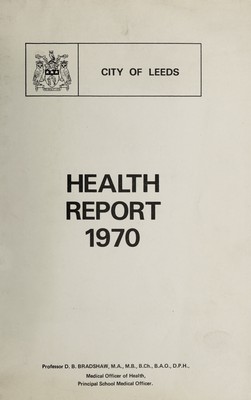 CITY OF LEEDS
HEALTH
REPORT
1970
Professor D. B. BRADSHAW, M.A., M.B., B.Ch., B.A.O., D.P.H.,
Medical Officer of Health,
Principal School Medical Officer.